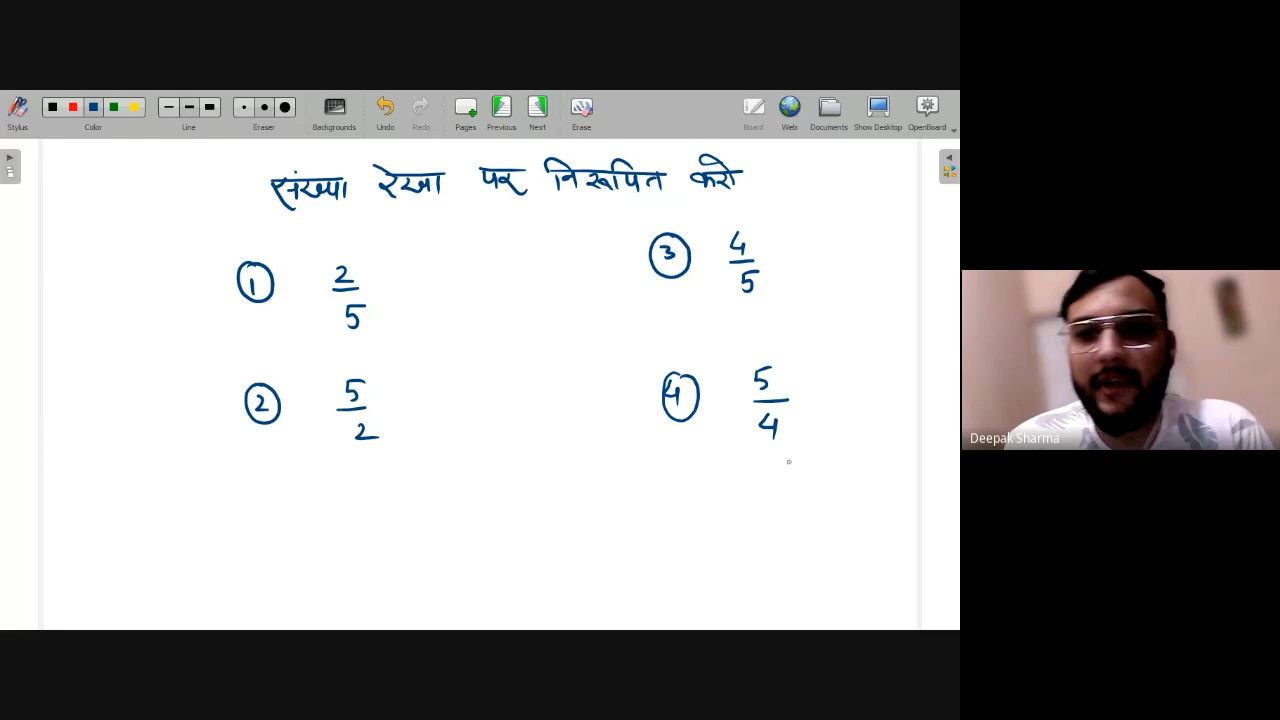 Stylus
Color
Line
Eraser
Backgrounds
Undo
Redo
Pages
Previous
Next
Erase
Board
Web
Documents
Show Desktop
OpenBoard
संख्या रेखा पर निरूपित करो
① 2/5
② 5/2
③ 4/5
④ 5/4
Deepak Sharma